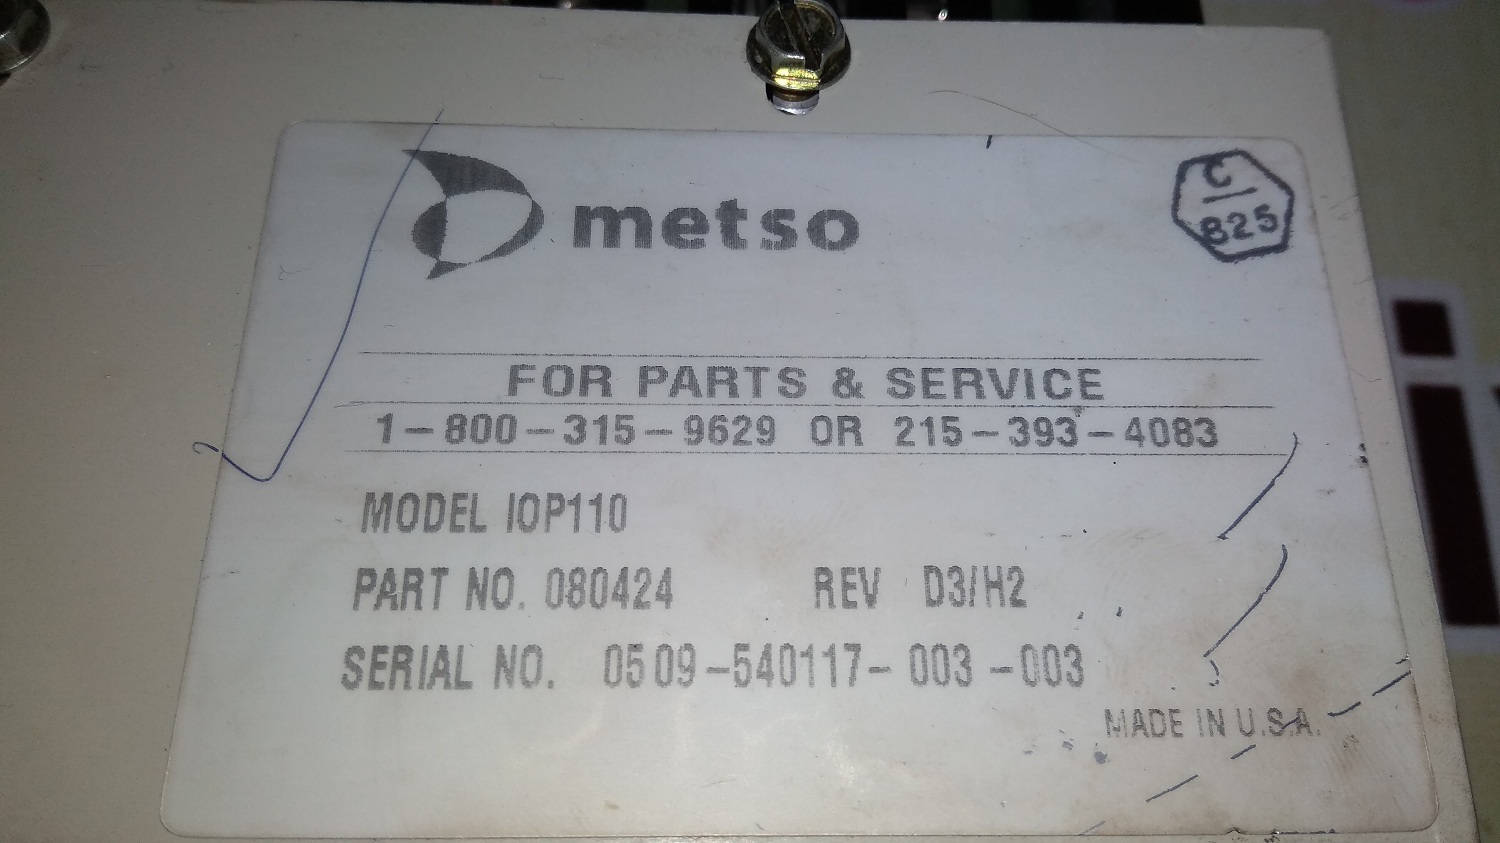 metso
C
825
FOR PARTS & SERVICE
1-800-315-9629 OR 215-393-4083
MODEL IOP110
PART NO. 080424 REV D3/H2
SERIAL NO. 0509-540117-003-003
MADE IN U.S.A.